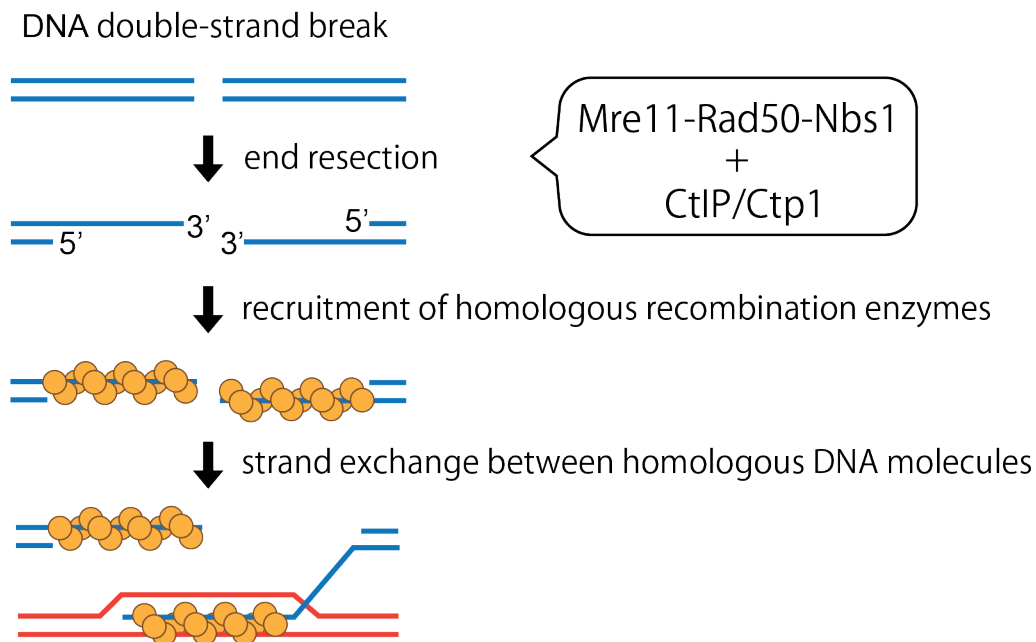 DNA double-strand break
Mre11-Rad50-Nbs1
+
CtIP/Ctp1
end resection
3’ 5’
5’ 3’
recruitment of homologous recombination enzymes
strand exchange between homologous DNA molecules